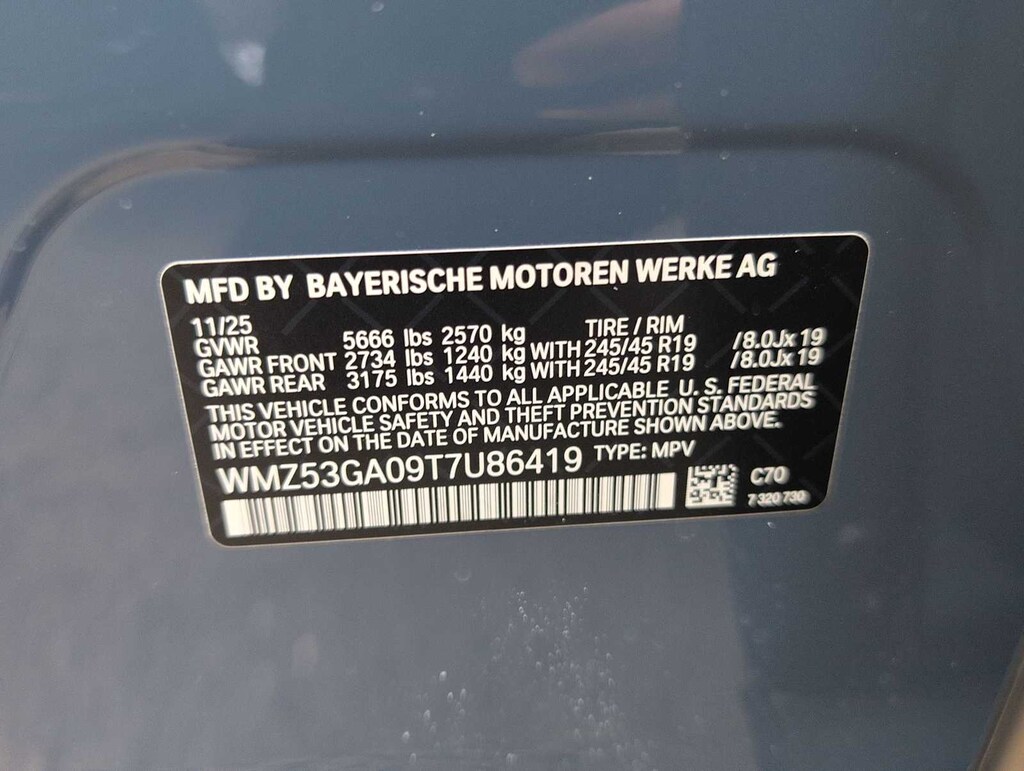 MFD BY BAYERISCHE MOTOREN WERKE AG
11/25 TIRE / RIM
GVWR 5666 lbs 2570 kg
GAWR FRONT 2734 lbs 1240 kg WITH 245/45 R19 /8.0Jx 19
GAWR REAR 3175 lbs 1440 kg WITH 245/45 R19 /8.0Jx 19
THIS VEHICLE CONFORMS TO ALL APPLICABLE U. S. FEDERAL
MOTOR VEHICLE SAFETY AND THEFT PREVENTION STANDARDS
IN EFFECT ON THE DATE OF MANUFACTURE SHOWN ABOVE.
WMZ53GA09T7U86419 TYPE: MPV
C70
7 320 730